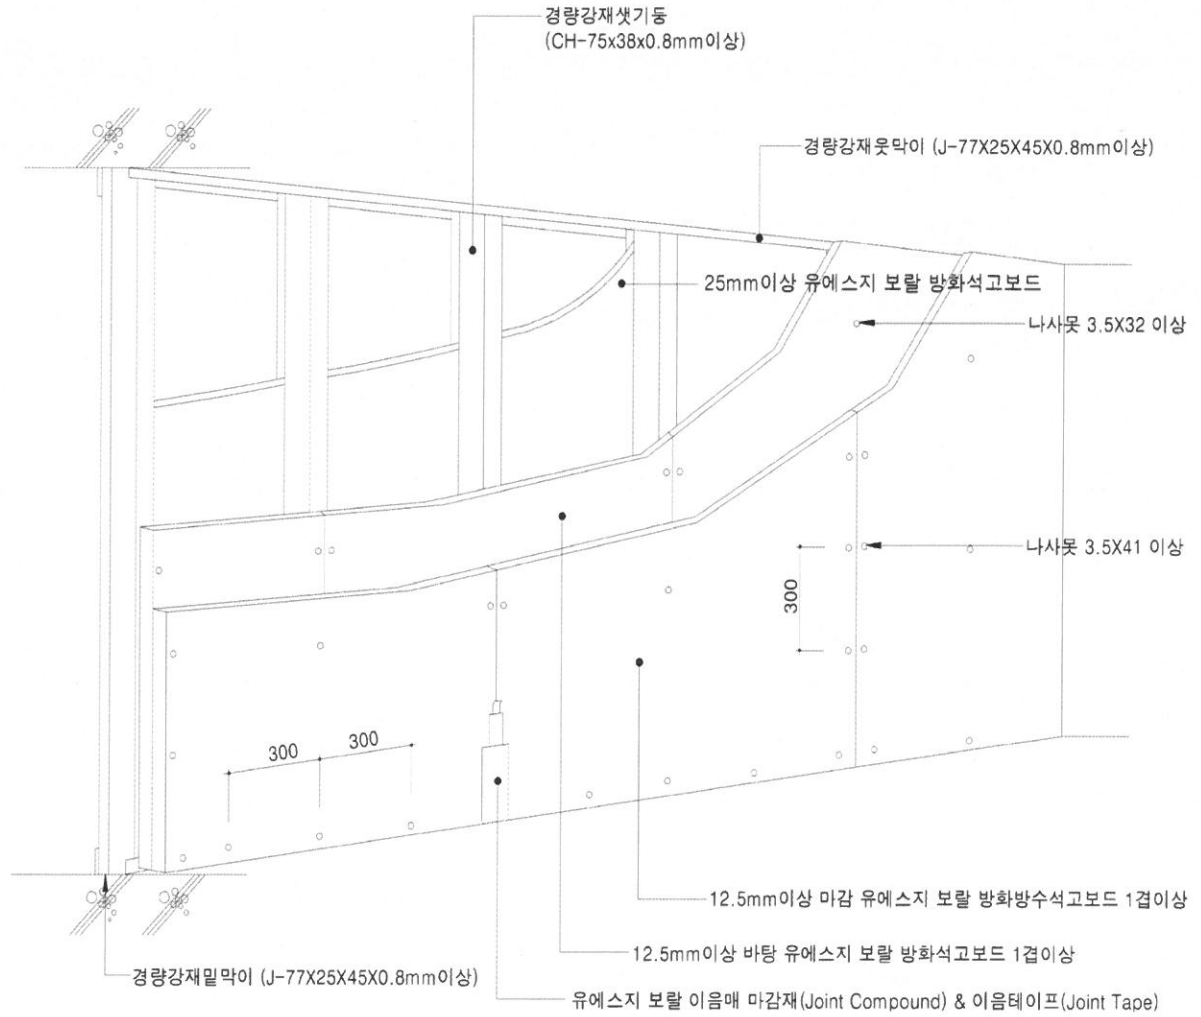 경량강재샛기둥
(CH-75x38x0.8mm이상)
경량강재웃막이 (J-77X25X45X0.8mm이상)
25mm이상 유에스지 보랄 방화석고보드
나사못 3.5X32 이상
나사못 3.5X41 이상
300
300
300
12.5mm이상 마감 유에스지 보랄 방화방수석고보드 1겹이상
12.5mm이상 바탕 유에스지 보랄 방화석고보드 1겹이상
경량강재밑막이 (J-77X25X45X0.8mm이상)
유에스지 보랄 이음매 마감재(Joint Compound) & 이음테이프(Joint Tape)